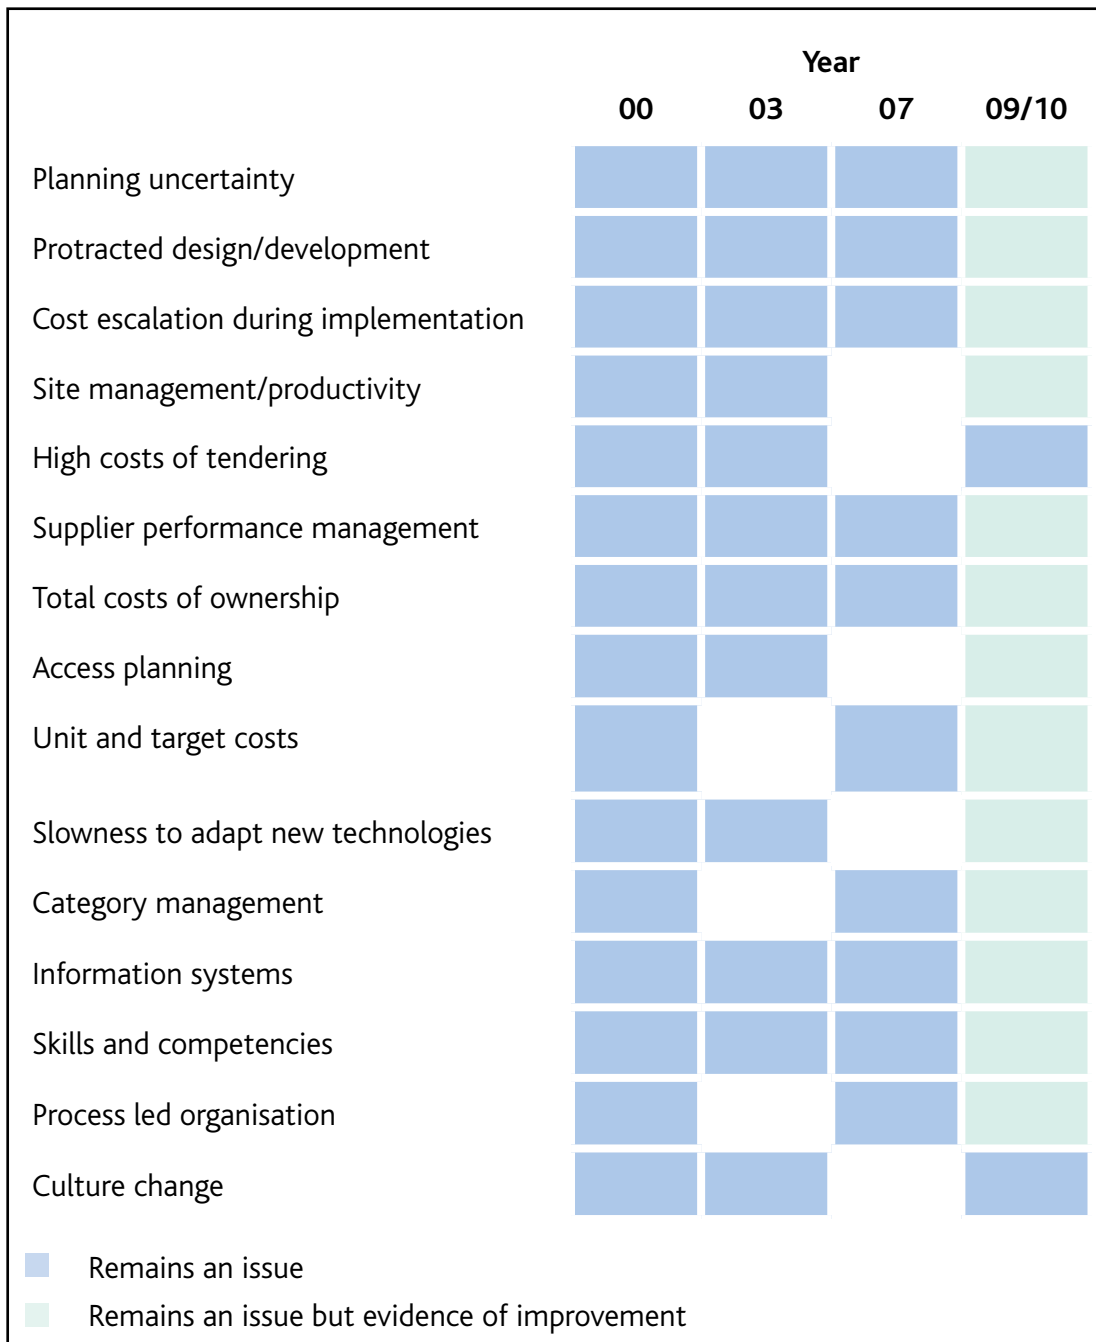 Year
00 03 07 09/10
Planning uncertainty
Protracted design/development
Cost escalation during implementation
Site management/productivity
High costs of tendering
Supplier performance management
Total costs of ownership
Access planning
Unit and target costs
Slowness to adapt new technologies
Category management
Information systems
Skills and competencies
Process led organisation
Culture change
Remains an issue
Remains an issue but evidence of improvement